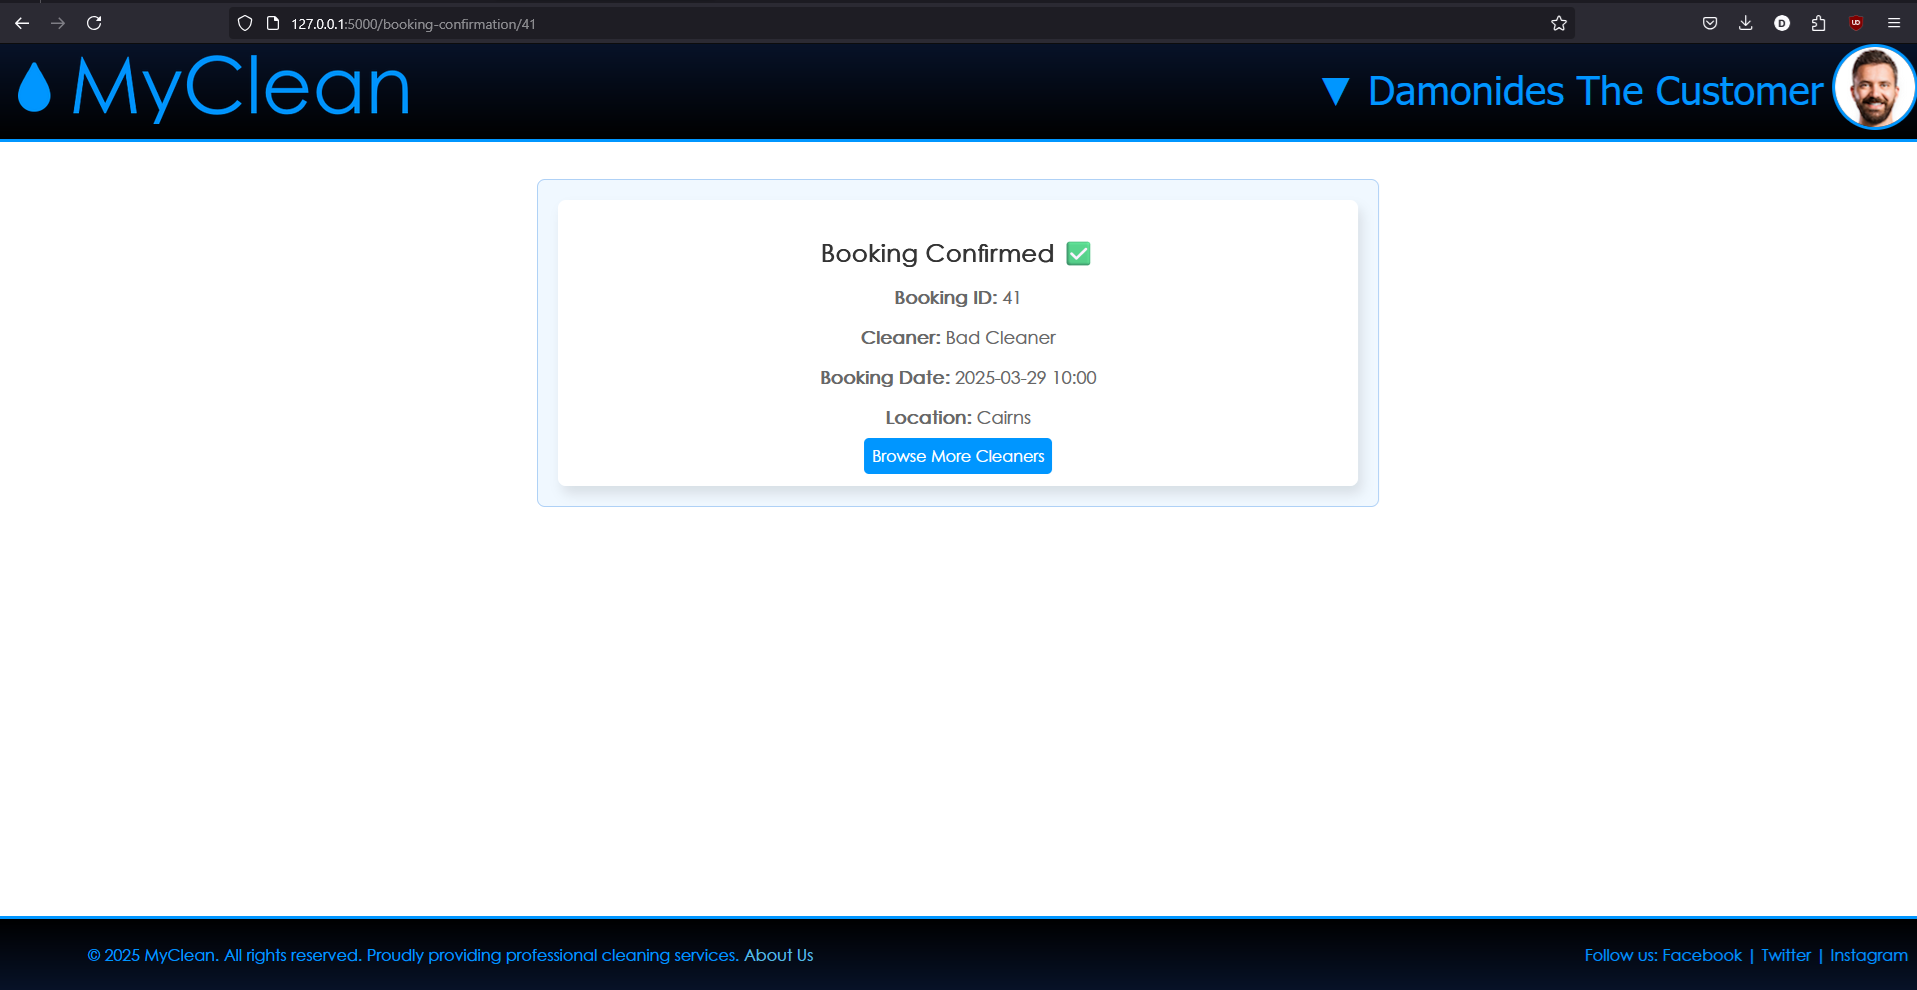 127.0.0.1:5000/booking-confirmation/41
D
UD
MyClean
▼ Damonides The Customer
Booking Confirmed ✅
Booking ID: 41
Cleaner: Bad Cleaner
Booking Date: 2025-03-29 10:00
Location: Cairns
Browse More Cleaners
© 2025 MyClean. All rights reserved. Proudly providing professional cleaning services. About Us
Follow us: Facebook | Twitter | Instagram